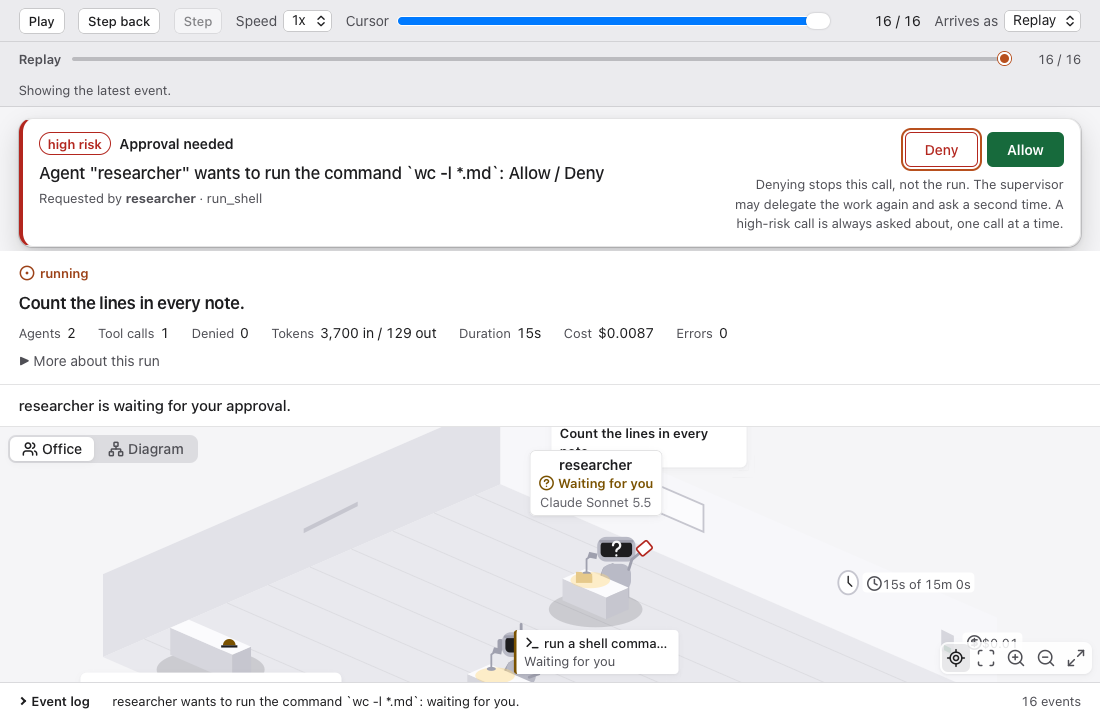 Play Step back Step Speed 1x Cursor 16 / 16 Arrives as Replay
Replay 16 / 16
Showing the latest event.
high risk Approval needed
Deny Allow
Agent "researcher" wants to run the command `wc -l *.md`: Allow / Deny
Requested by researcher · run_shell
Denying stops this call, not the run. The supervisor
may delegate the work again and ask a second time. A
high-risk call is always asked about, one call at a time.
running
Count the lines in every note.
Agents 2 Tool calls 1 Denied 0 Tokens 3,700 in / 129 out Duration 15s Cost $0.0087 Errors 0
More about this run
researcher is waiting for your approval.
Office Diagram
Count the lines in every
researcher
? Waiting for you
Claude Sonnet 5.5
?
15s of 15m 0s
run a shell comma...
Waiting for you
$0.01
Event log researcher wants to run the command `wc -l *.md`: waiting for you. 16 events